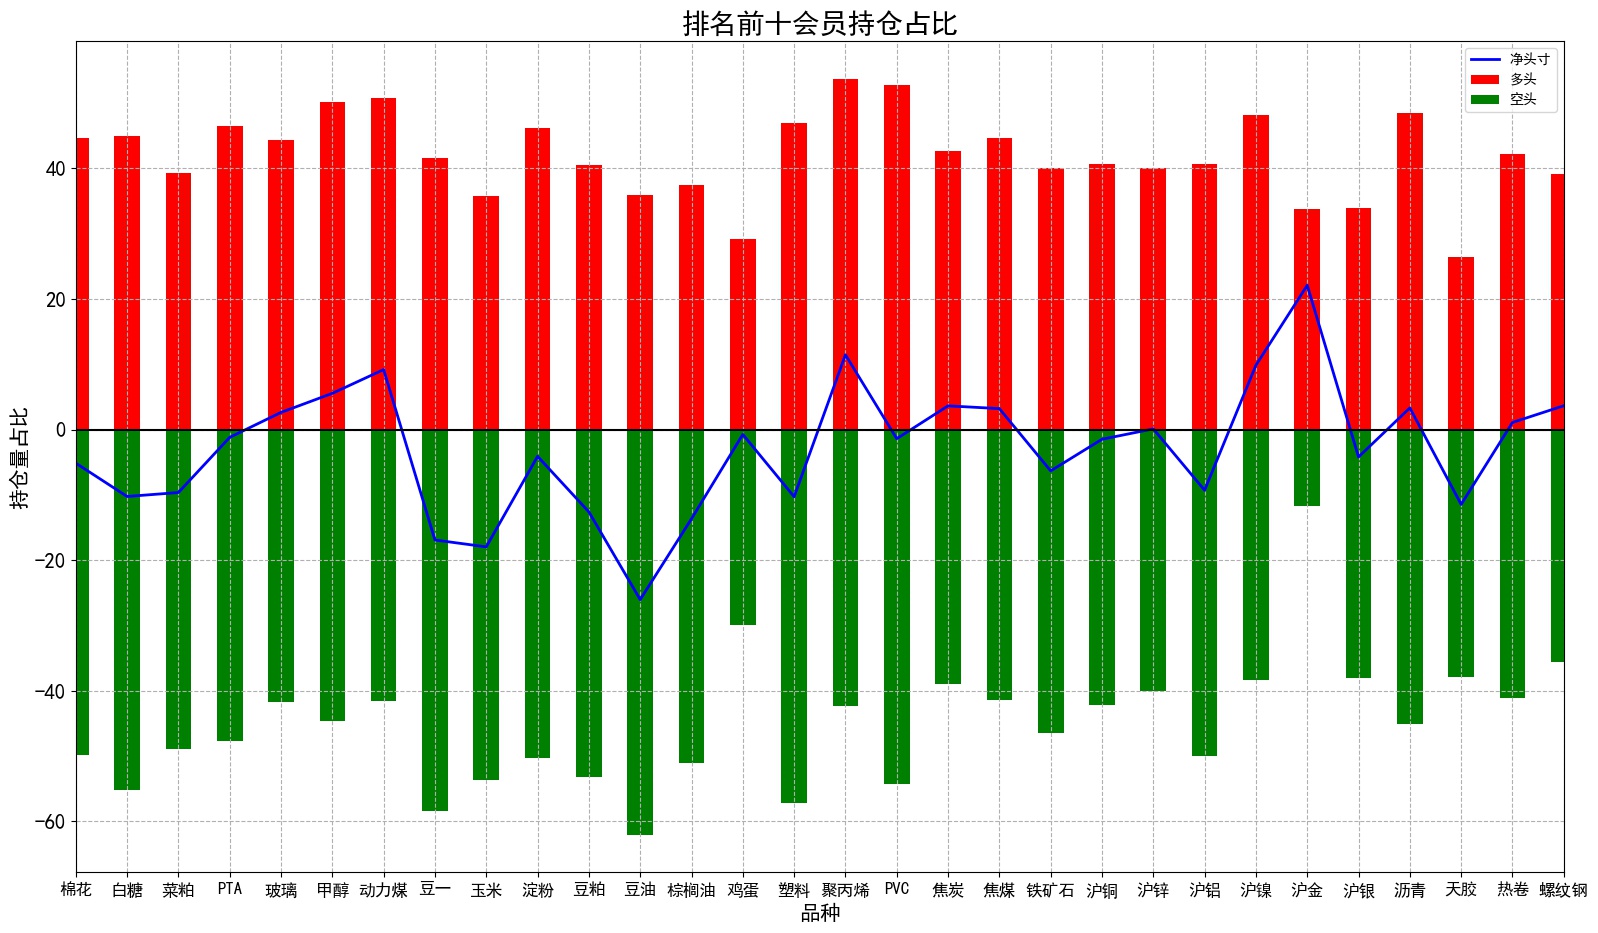 排名前十会员持仓占比
净头寸
多头
空头
持仓量占比
40
20
0
−20
−40
−60
棉花 白糖 菜粕 PTA 玻璃 甲醇 动力煤 豆一 玉米 淀粉 豆粕 豆油 棕榈油 鸡蛋 塑料 聚丙烯 PVC 焦炭 焦煤 铁矿石 沪铜 沪锌 沪铝 沪镍 沪金 沪银 沥青 天胶 热卷 螺纹钢
品种